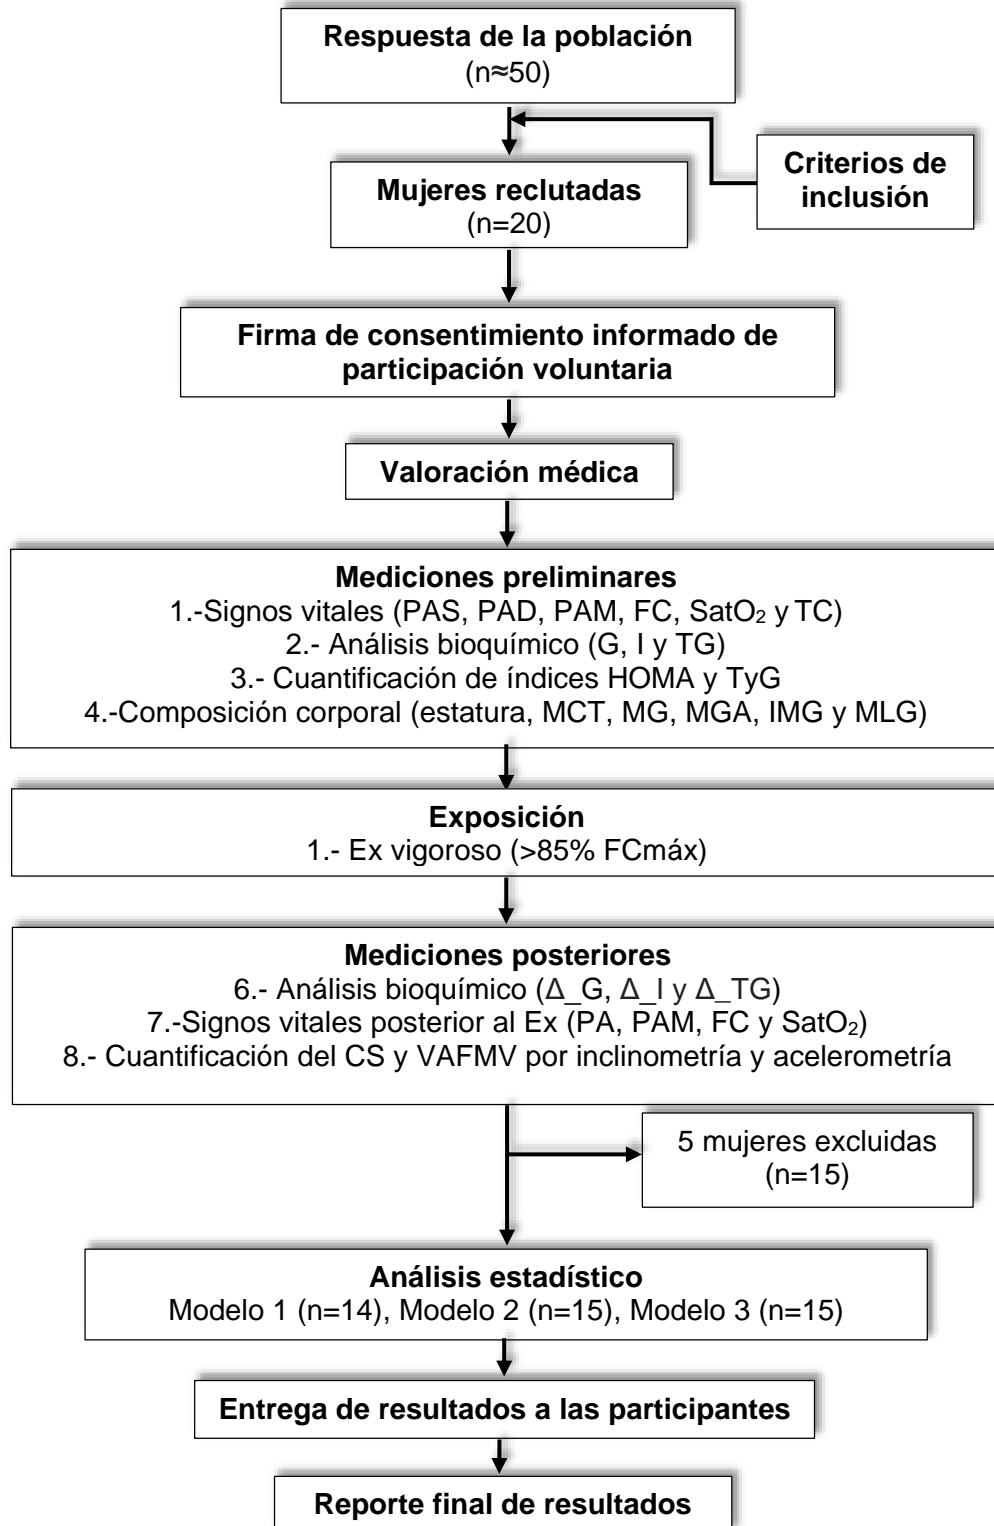 Respuesta de la población
(n≈50)
Criterios de
inclusión
Mujeres reclutadas
(n=20)
Firma de consentimiento informado de
participación voluntaria
Valoración médica
Mediciones preliminares
1.-Signos vitales (PAS, PAD, PAM, FC, SatO₂ y TC)
2.- Análisis bioquímico (G, I y TG)
3.- Cuantificación de índices HOMA y TyG
4.-Composición corporal (estatura, MCT, MG, MGA, IMG y MLG)
Exposición
1.- Ex vigoroso (>85% FCmáx)
Mediciones posteriores
6.- Análisis bioquímico (Δ_G, Δ_I y Δ_TG)
7.-Signos vitales posterior al Ex (PA, PAM, FC y SatO₂)
8.- Cuantificación del CS y VAFMV por inclinometría y acelerometría
5 mujeres excluidas
(n=15)
Análisis estadístico
Modelo 1 (n=14), Modelo 2 (n=15), Modelo 3 (n=15)
Entrega de resultados a las participantes
Reporte final de resultados